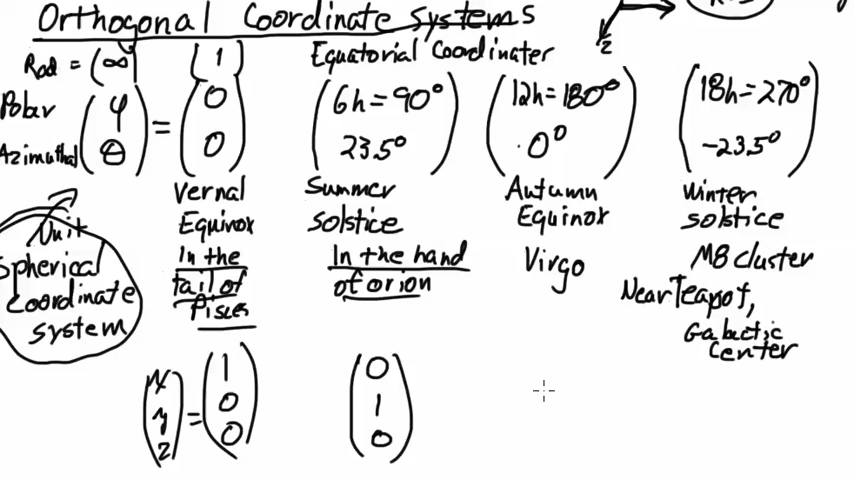 Orthogonal Coordinate systems
z
Rad = (∞) (1) Equatorial Coordinater
Polar φ = 0 6h=90° 12h=180° 18h=270°
Azimuthal θ 0 23.5° 0° -23.5°
Vernal Summer Autumn Winter
Equinox solstice Equinox solstice
In the In the hand Virgo M8 cluster
tail of of orion Near Teapot,
Pisces Galactic
Center
Unit
Spherical
Coordinate
system
x 1 0
y = 0 1
z 0 0